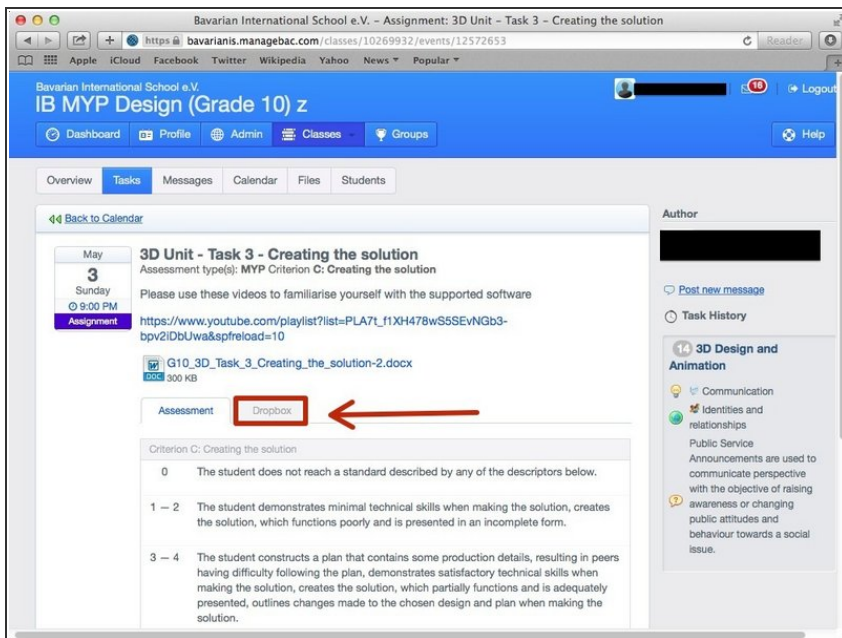 Bavarian International School e.V. – Assignment: 3D Unit – Task 3 – Creating the solution
https bavarianis.managebac.com/classes/10269932/events/12572653
Reader
Apple iCloud Facebook Twitter Wikipedia Yahoo News Popular
Bavarian International School e.V.
IB MYP Design (Grade 10) z
16
Logout
Dashboard Profile Admin Classes Groups Help
Overview Tasks Messages Calendar Files Students
Back to Calendar
May
3
Sunday
9:00 PM
Assignment
3D Unit - Task 3 - Creating the solution
Assessment type(s): MYP Criterion C: Creating the solution
Please use these videos to familiarise yourself with the supported software
https://www.youtube.com/playlist?list=PLA7t_f1XH478wS5SEvNGb3-
bpv2iDbUwa&spfreload=10
DOC
G10_3D_Task_3_Creating_the_solution-2.docx
300 KB
Assessment Dropbox
Criterion C: Creating the solution
0 The student does not reach a standard described by any of the descriptors below.
1 — 2 The student demonstrates minimal technical skills when making the solution, creates
the solution, which functions poorly and is presented in an incomplete form.
3 — 4 The student constructs a plan that contains some production details, resulting in peers
having difficulty following the plan, demonstrates satisfactory technical skills when
making the solution, creates the solution, which partially functions and is adequately
presented, outlines changes made to the chosen design and plan when making the
solution.
Author
Post new message
Task History
14 3D Design and
Animation
Communication
Identities and
relationships
Public Service
Announcements are used to
communicate perspective
with the objective of raising
awareness or changing
public attitudes and
behaviour towards a social
issue.